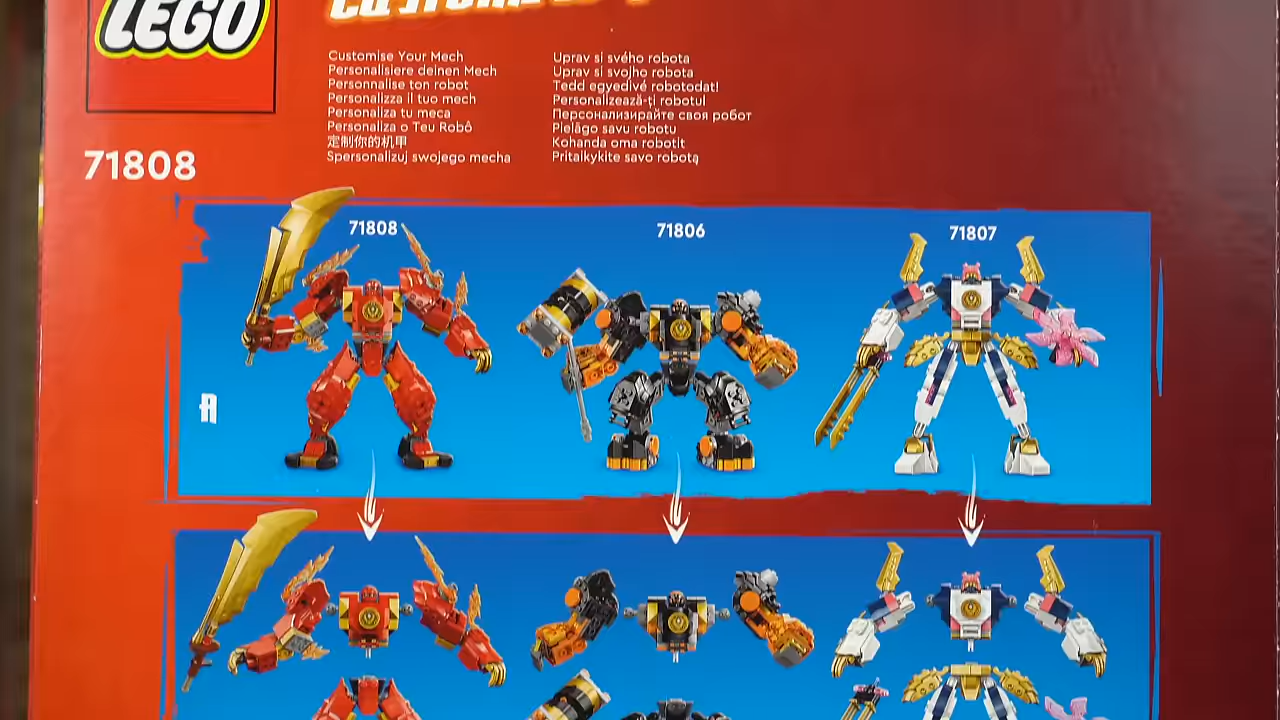 LEGO
Customise Your Mech
Personalisiere deinen Mech
Personnalise ton robot
Personalizza il tuo mech
Personaliza tu meca
Personaliza o Teu Robô
定制你的机甲
Spersonalizuj swojego mecha
Uprav si svého robota
Uprav si svojho robota
Tedd egyedivé robotodat!
Personalizează-ți robotul
Персонализирайте своя робот
Pielāgo savu robotu
Kohanda oma robotit
Pritaikykite savo robotą
71808
71808
71806
71807